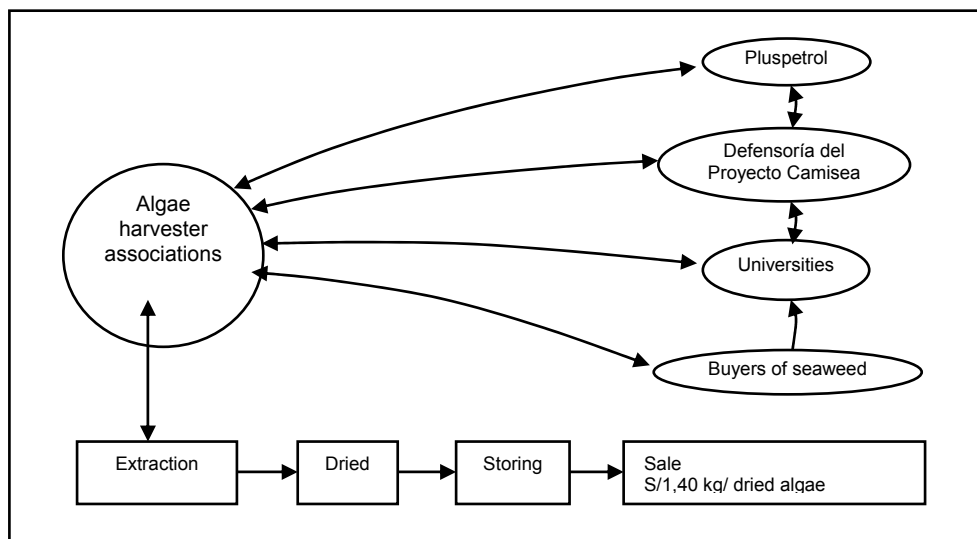 Pluspetrol
Defensoría del
Proyecto Camisea
Algae
harvester
associations
Universities
Buyers of seaweed
Extraction
Dried
Storing
Sale
S/1,40 kg/ dried algae